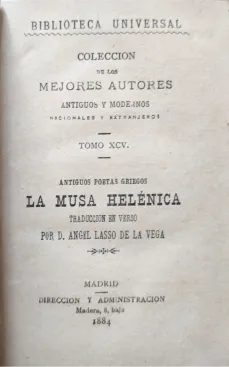 BIBLIOTECA UNIVERSAL
COLECCION
DE LOS
MEJORES AUTORES
ANTIGUOS Y MODERNOS
NACIONALES Y EXTRANJEROS
TOMO XCV.
ANTIGUOS POETAS GRIEGOS
LA MUSA HELÉNICA
TRADUCCION EN VERSO
POR D. ANGEL LASSO DE LA VEGA
MADRID
DIRECCION Y ADMINISTRACION
Madera, 8, bajo
1884